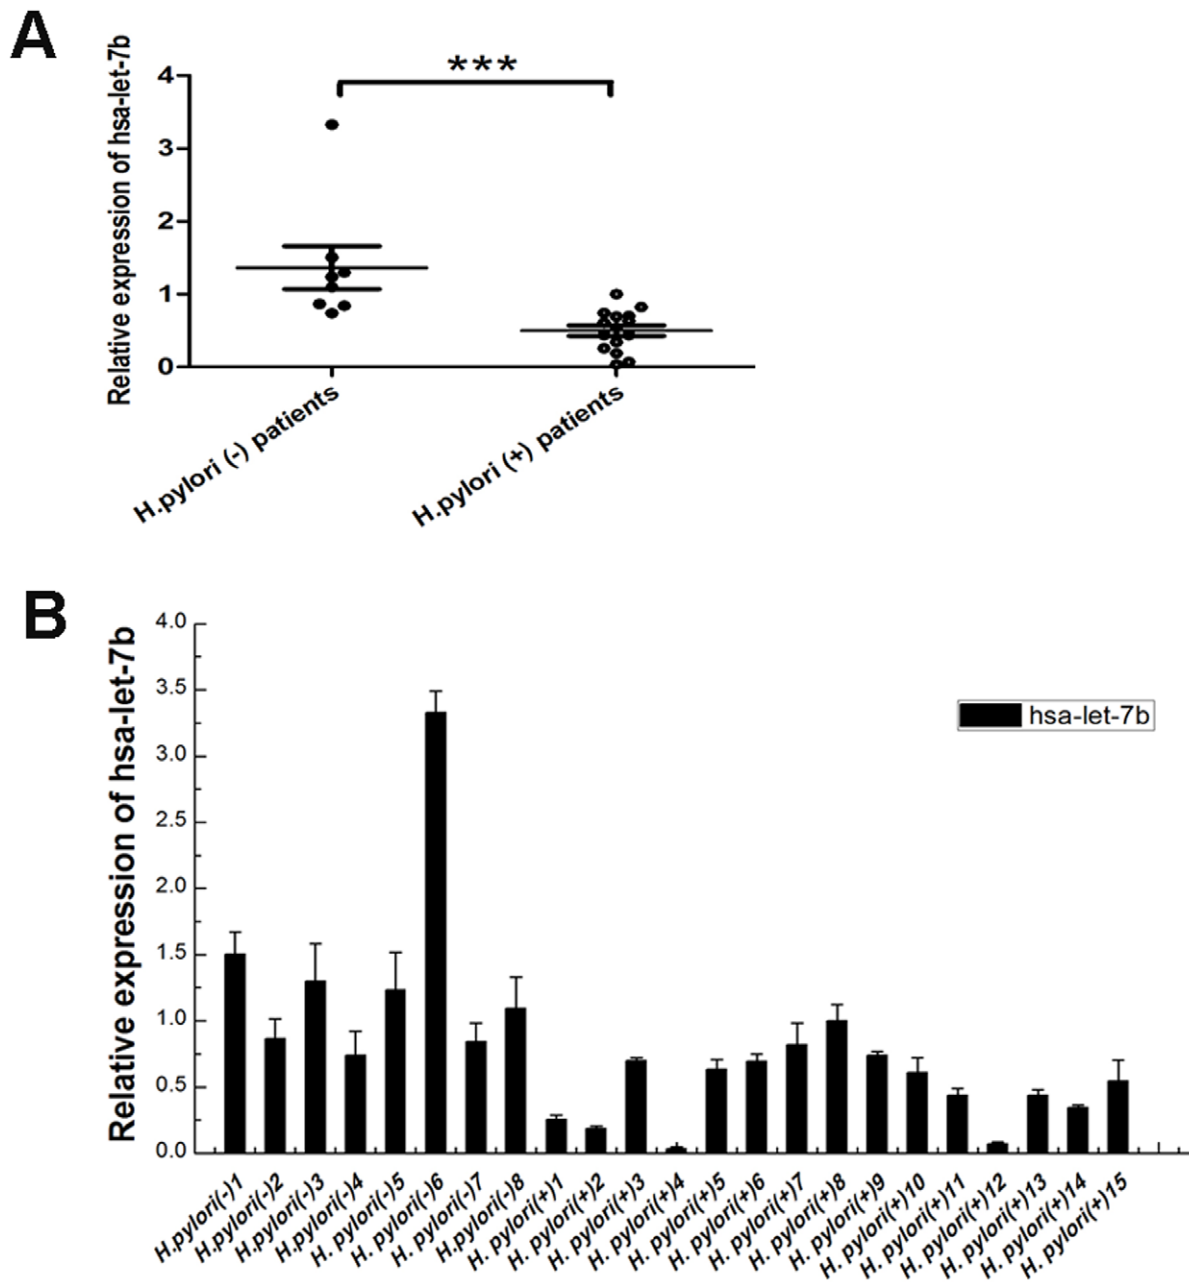 A
Relative expression of hsa-let-7b
***
4
3
2
1
0
H.pylori (-) patients
H.pylori (+) patients
B
Relative expression of hsa-let-7b
4.0
3.5
3.0
2.5
2.0
1.5
1.0
0.5
0.0
hsa-let-7b
H.pylori(-)1
H.pylori(-)2
H.pylori(-)3
H.pylori(-)4
H. pylori(-)5
H. pylori(-)6
H. pylori(-)7
H.pylori(-)8
H. pylori(+)1
H. pylori(+)2
H. pylori(+)3
H. pylori(+)4
H. pylori(+)5
H. pylori(+)6
H. pylori(+)7
H. pylori(+)8
H. pylori(+)9
H. pylori(+)10
H. pylori(+)11
H. pylori(+)12
H. pylori(+)13
H. pylori(+)14
H. pylori(+)15